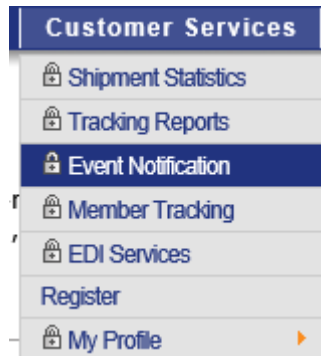 Customer Services
Shipment Statistics
Tracking Reports
Event Notification
Member Tracking
EDI Services
Register
My Profile